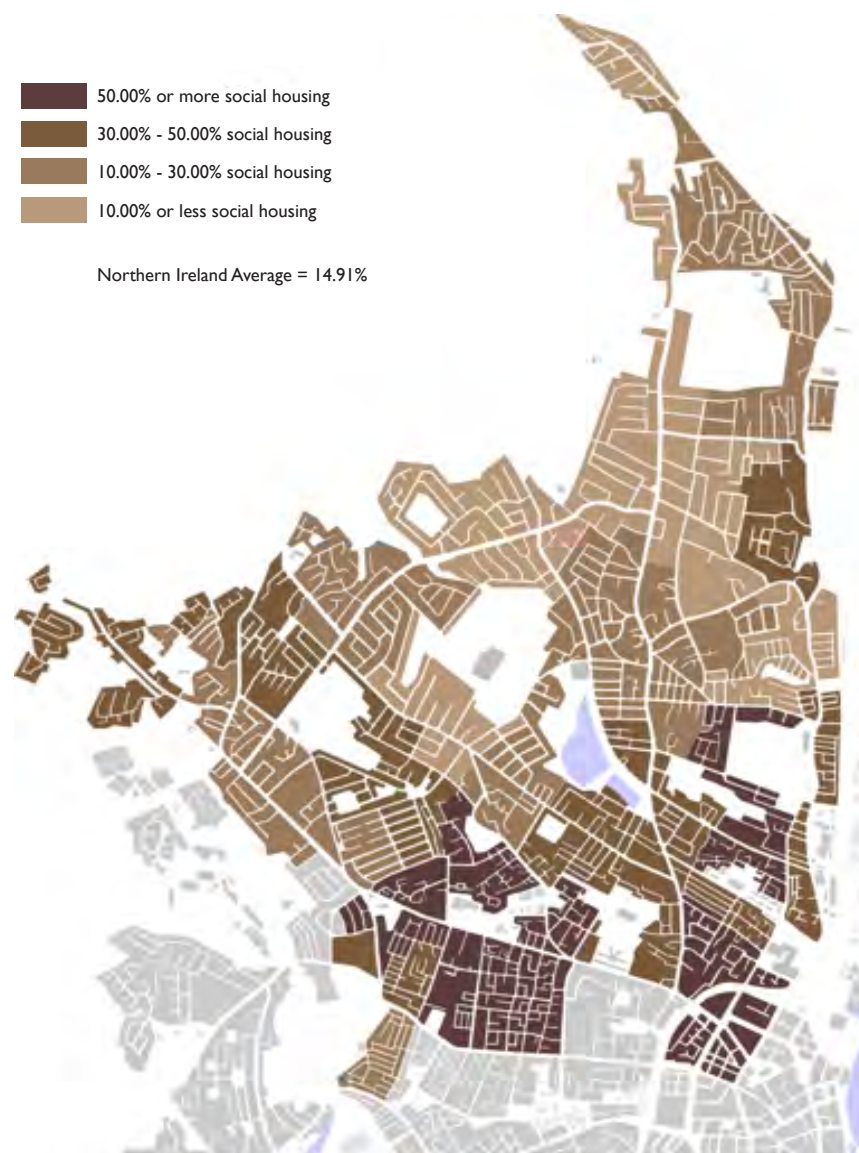 50.00% or more social housing
30.00% - 50.00% social housing
10.00% - 30.00% social housing
10.00% or less social housing
Northern Ireland Average = 14.91%